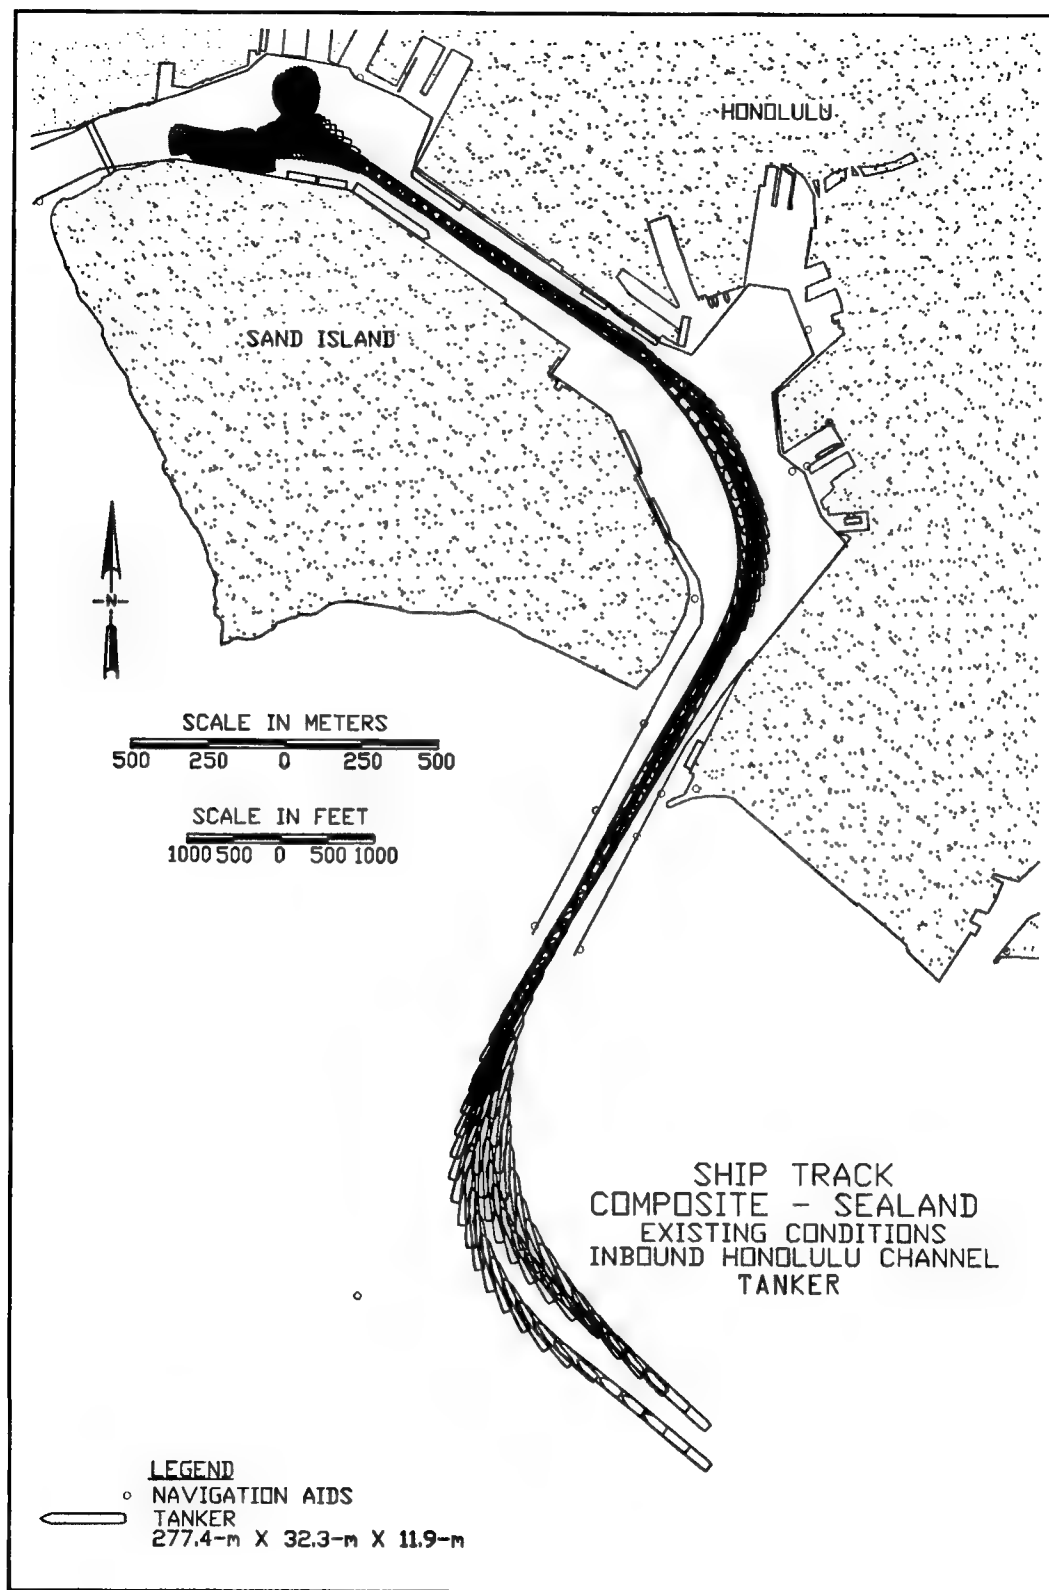 HONOLULU
SAND ISLAND
N
SCALE IN METERS
500 250 0 250 500
SCALE IN FEET
1000 500 0 500 1000
SHIP TRACK
COMPOSITE - SEALAND
EXISTING CONDITIONS
INBOUND HONOLULU CHANNEL
TANKER
LEGEND
NAVIGATION AIDS
TANKER
277.4-m X 32.3-m X 11.9-m